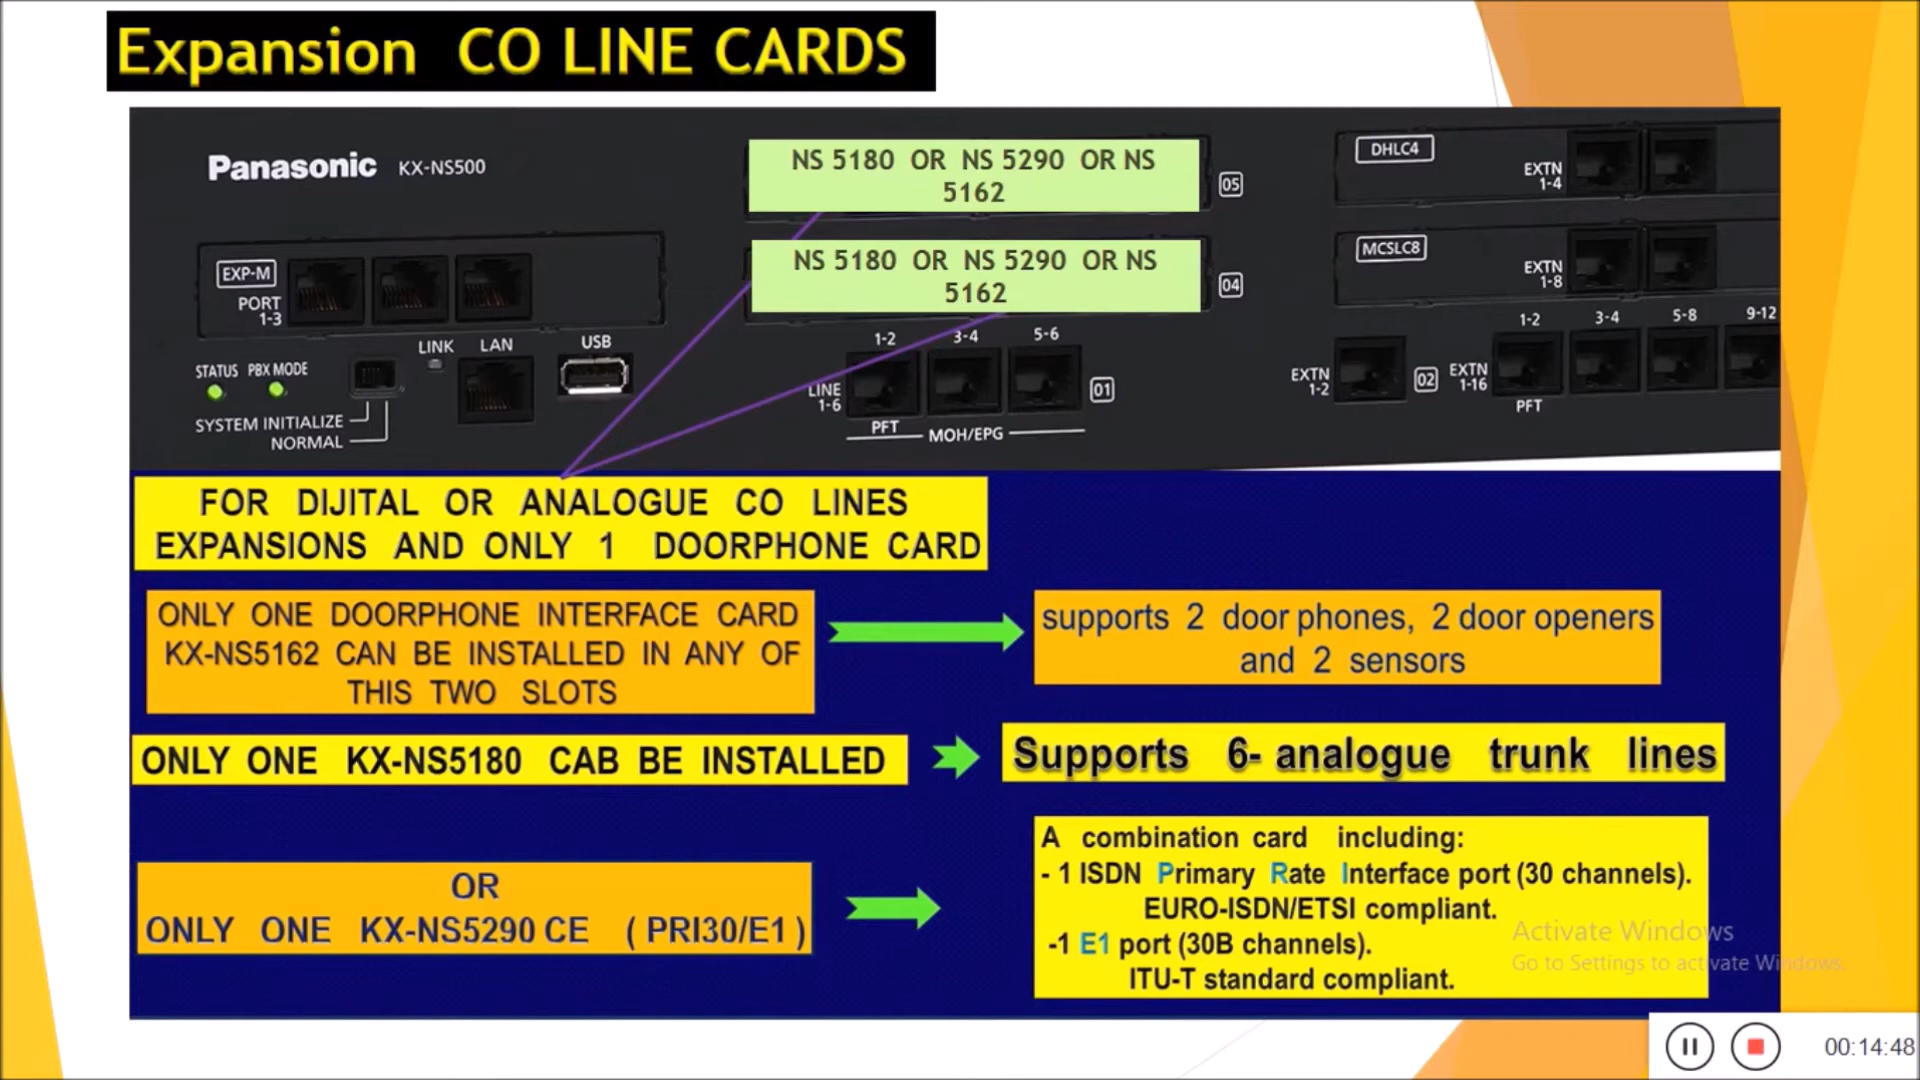 Expansion CO LINE CARDS
Panasonic KX-NS500
NS 5180 OR NS 5290 OR NS
5162
05
DHLC4
EXTN
1-4
NS 5180 OR NS 5290 OR NS
5162
04
MCSLC8
EXTN
1-8
EXP-M
PORT
1-3
STATUS PBX MODE
LINK LAN
USB
SYSTEM INITIALIZE
NORMAL
1-2 3-4 5-6
LINE
1-6
01
PFT
MOH/EPG
EXTN
1-2
02
EXTN
1-16
1-2 3-4 5-8 9-12
PFT
FOR DIJITAL OR ANALOGUE CO LINES
EXPANSIONS AND ONLY 1 DOORPHONE CARD
ONLY ONE DOORPHONE INTERFACE CARD
KX-NS5162 CAN BE INSTALLED IN ANY OF
THIS TWO SLOTS
supports 2 door phones, 2 door openers
and 2 sensors
ONLY ONE KX-NS5180 CAB BE INSTALLED
Supports 6- analogue trunk lines
OR
ONLY ONE KX-NS5290 CE ( PRI30/E1 )
A combination card including:
- 1 ISDN Primary Rate Interface port (30 channels).
EURO-ISDN/ETSI compliant.
-1 E1 port (30B channels).
ITU-T standard compliant.
Activate Windows
Go to Settings to activate Windows.
00:14:48